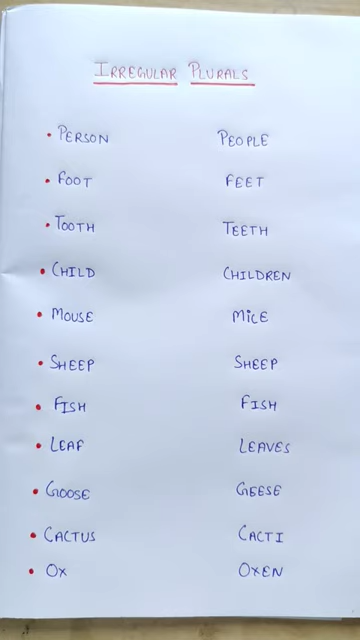 IRREGULAR PLURALS
• PERSON PEOPLE
• FOOT FEET
• TOOTH TEETH
• CHILD CHILDREN
• MOUSE MICE
• SHEEP SHEEP
• FISH FISH
• LEAF LEAVES
• GOOSE GEESE
• CACTUS CACTI
• OX OXEN